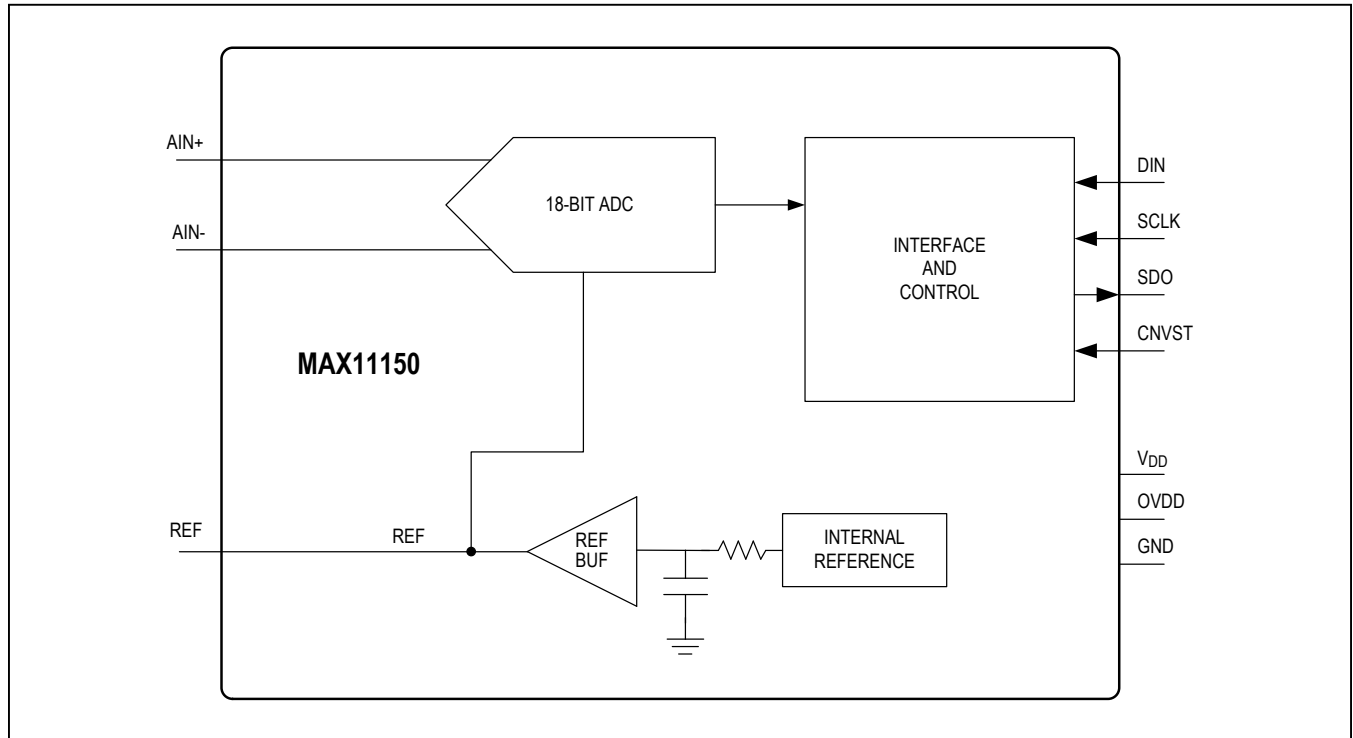 AIN+
AIN-
18-BIT ADC
INTERFACE
AND
CONTROL
DIN
SCLK
SDO
CNVST
MAX11150
VDD
OVDD
GND
REF
REF
REF
BUF
INTERNAL
REFERENCE